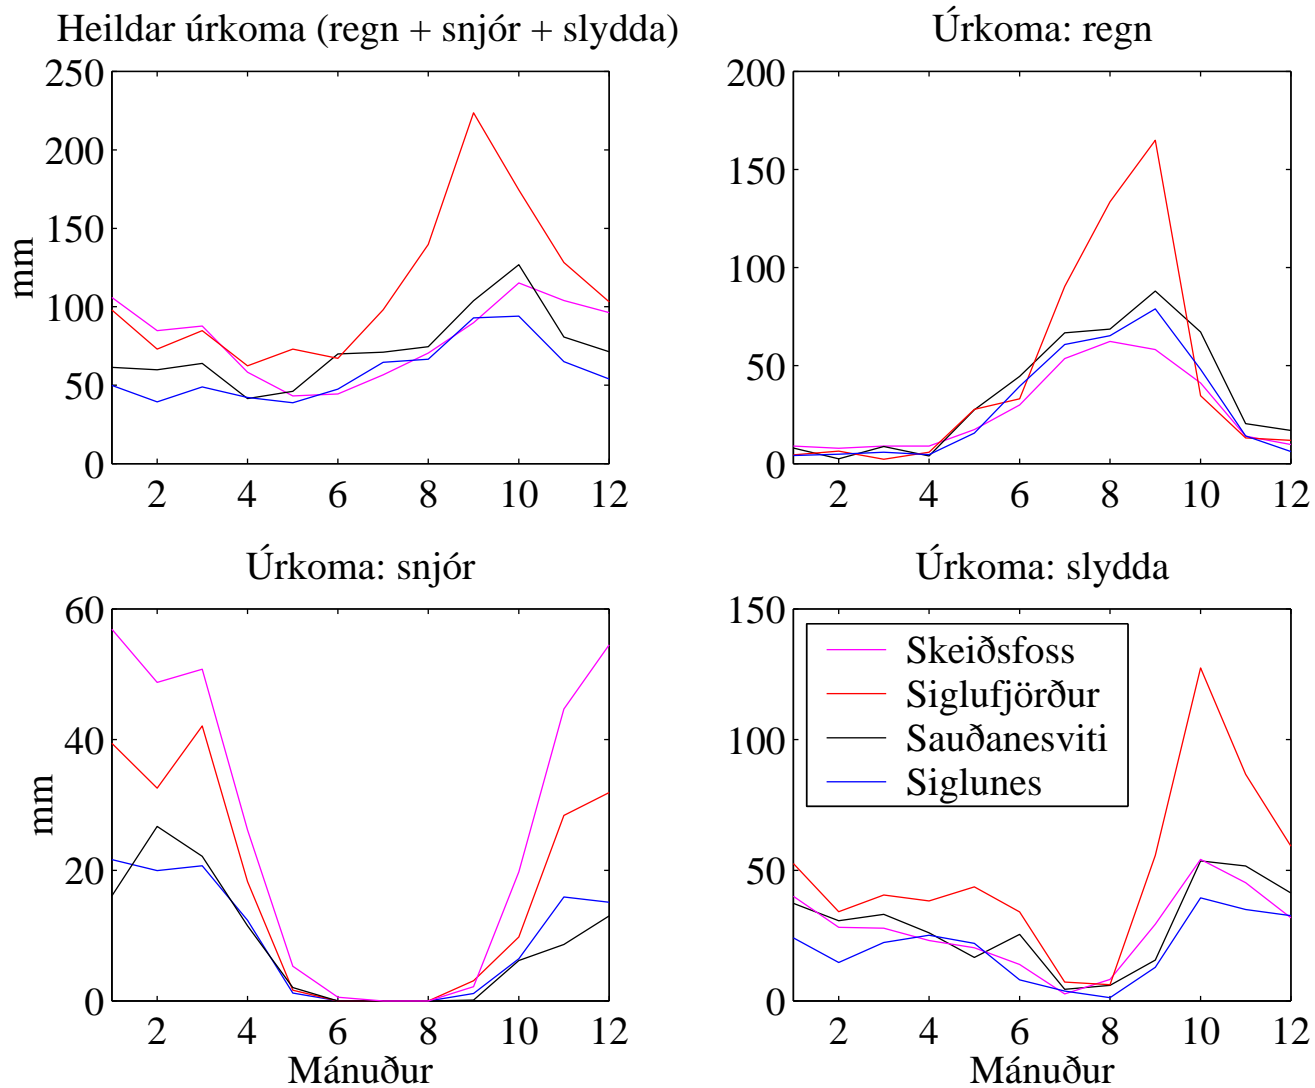 Heildar úrkoma (regn + snjór + slydda)
250
200
150
100
50
0
mm
2 4 6 8 10 12
Úrkoma: regn
200
150
100
50
0
2 4 6 8 10 12
Úrkoma: snjór
60
40
20
0
mm
2 4 6 8 10 12
Mánuður
Úrkoma: slydda
150
100
50
0
Skeiðsfoss
Siglufjörður
Sauðanesviti
Siglunes
2 4 6 8 10 12
Mánuður